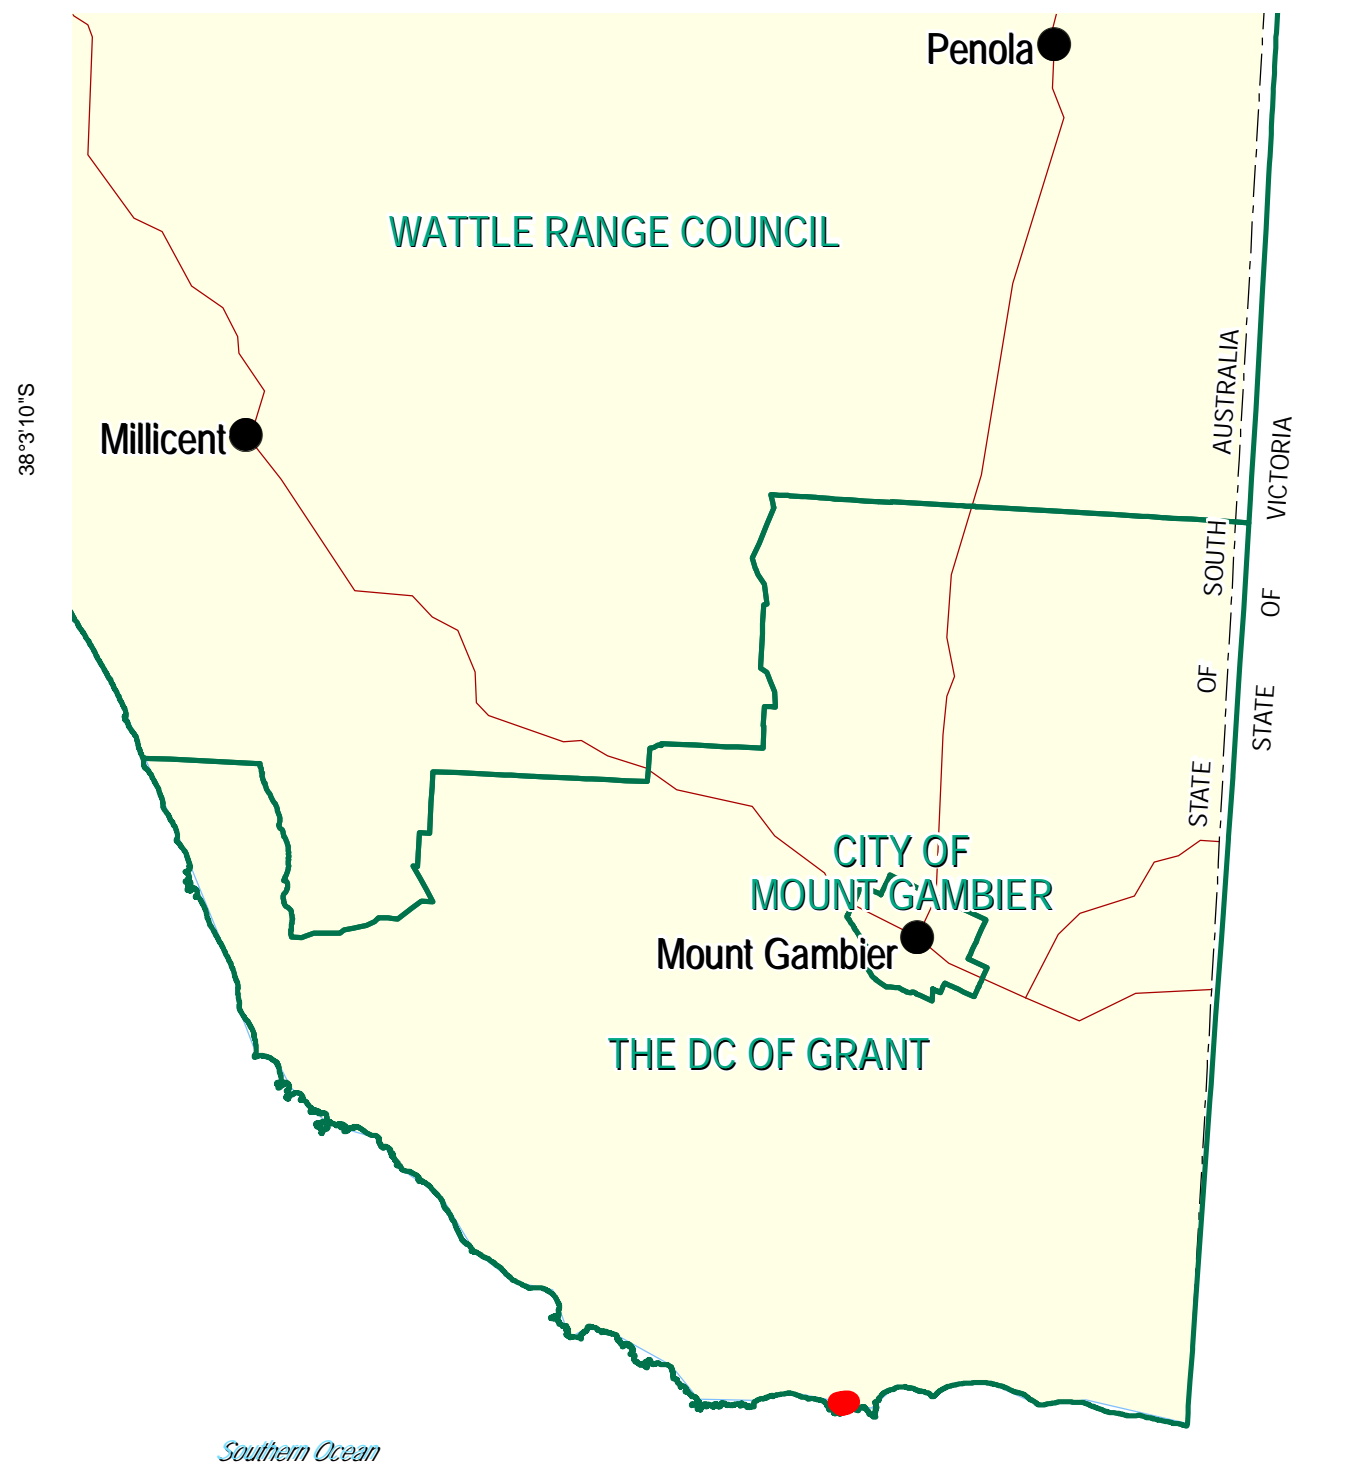 Penola
WATTLE RANGE COUNCIL
38°3'10"S
Millicent
STATE OF SOUTH AUSTRALIA
STATE OF VICTORIA
CITY OF
MOUNT GAMBIER
Mount Gambier
THE DC OF GRANT
Southern Ocean